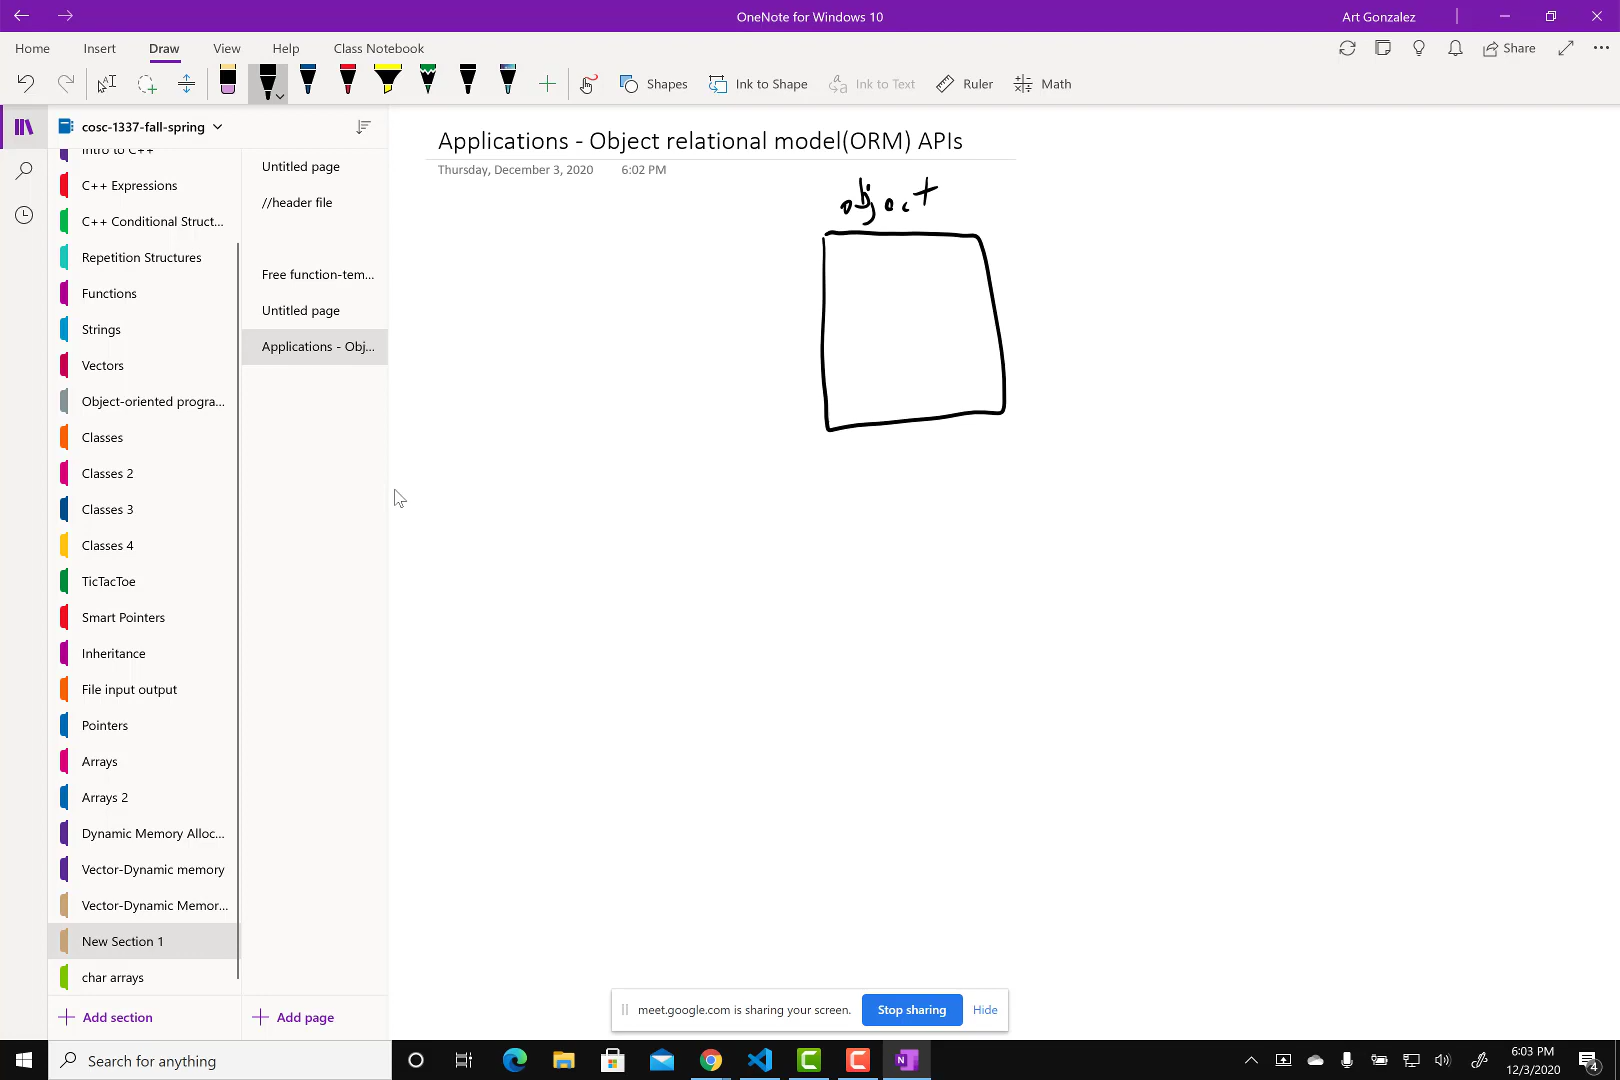 OneNote for Windows 10
Art Gonzalez
Home
Insert
Draw
View
Help
Class Notebook
Share
Shapes
Ink to Shape
Ink to Text
Ruler
Math
cosc-1337-fall-spring
Intro to C++
C++ Expressions
C++ Conditional Struct...
Repetition Structures
Functions
Strings
Vectors
Object-oriented progra...
Classes
Classes 2
Classes 3
Classes 4
TicTacToe
Smart Pointers
Inheritance
File input output
Pointers
Arrays
Arrays 2
Dynamic Memory Alloc...
Vector-Dynamic memory
Vector-Dynamic Memor...
New Section 1
char arrays
Add section
Untitled page
//header file
Free function-tem...
Untitled page
Applications - Obj...
Add page
Applications - Object relational model(ORM) APIs
Thursday, December 3, 2020 6:02 PM
object
meet.google.com is sharing your screen.
Stop sharing
Hide
Search for anything
6:03 PM
12/3/2020
4